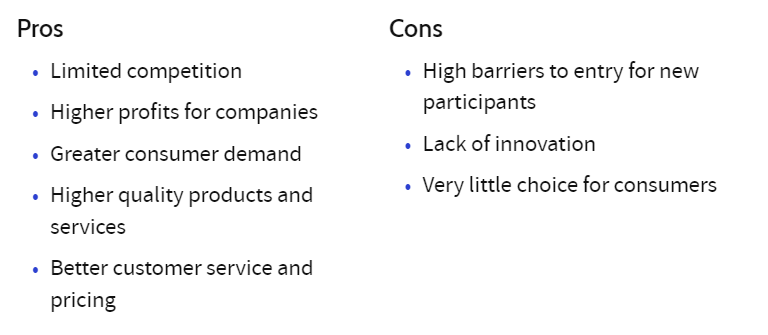 Pros
Limited competition
Higher profits for companies
Greater consumer demand
Higher quality products and
services
Better customer service and
pricing
Cons
High barriers to entry for new
participants
Lack of innovation
Very little choice for consumers